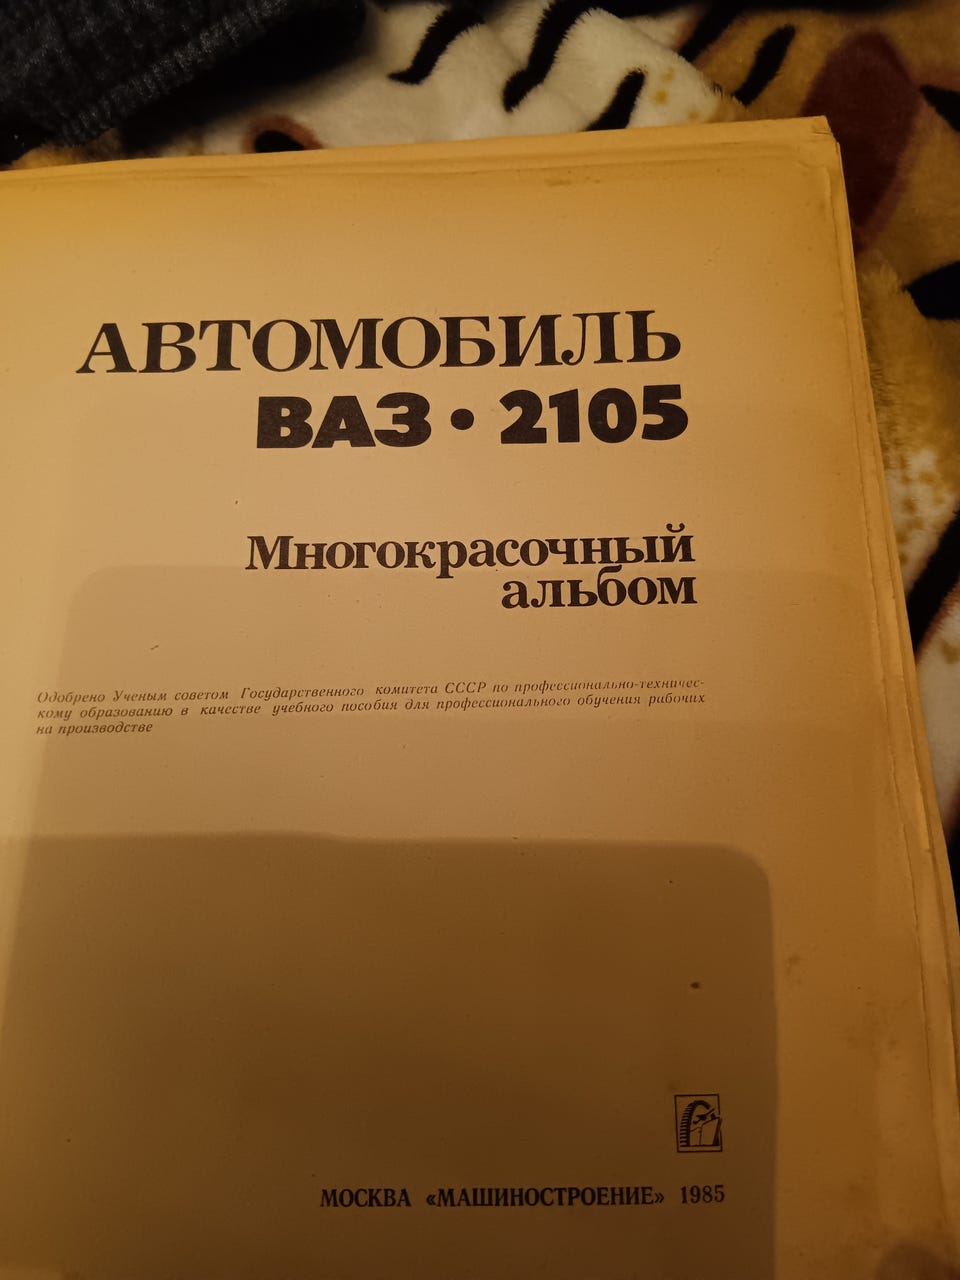 АВТОМОБИЛЬ
ВАЗ • 2105
Многокрасочный
альбом
Одобрено Ученым советом Государственного комитета СССР по профессионально-техничес-
кому образованию в качестве учебного пособия для профессионального обучения рабочих
на производстве
МОСКВА «МАШИНОСТРОЕНИЕ» 1985